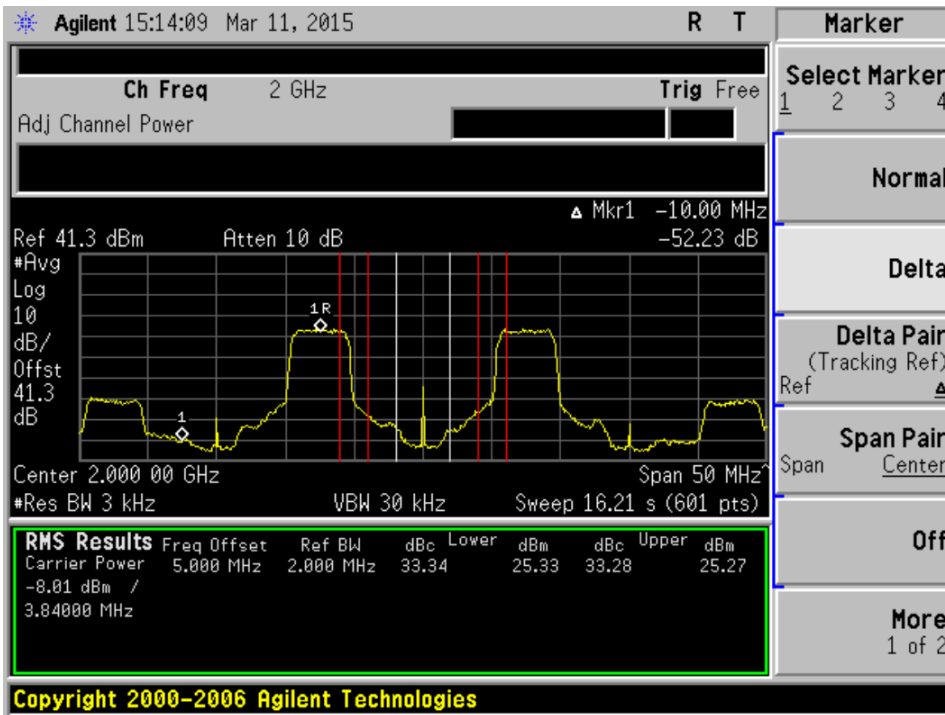 Agilent 15:14:09 Mar 11, 2015 R T
Marker
Select Marker
1 2 3 4
Normal
Delta
Delta Pair
(Tracking Ref)
Ref Δ
Span Pair
Span Center
Off
More
1 of 2
Ch Freq 2 GHz Trig Free
Adj Channel Power
Δ Mkr1 -10.00 MHz
Ref 41.3 dBm Atten 10 dB -52.23 dB
#Avg
Log
10
dB/
Offst
41.3
dB
1R
1
Center 2.000 00 GHz Span 50 MHz^
#Res BW 3 kHz VBW 30 kHz Sweep 16.21 s (601 pts)
RMS Results Freq Offset Ref BW dBc Lower dBm dBc Upper dBm
Carrier Power 5.000 MHz 2.000 MHz 33.34 25.33 33.28 25.27
-8.01 dBm /
3.84000 MHz
Copyright 2000-2006 Agilent Technologies